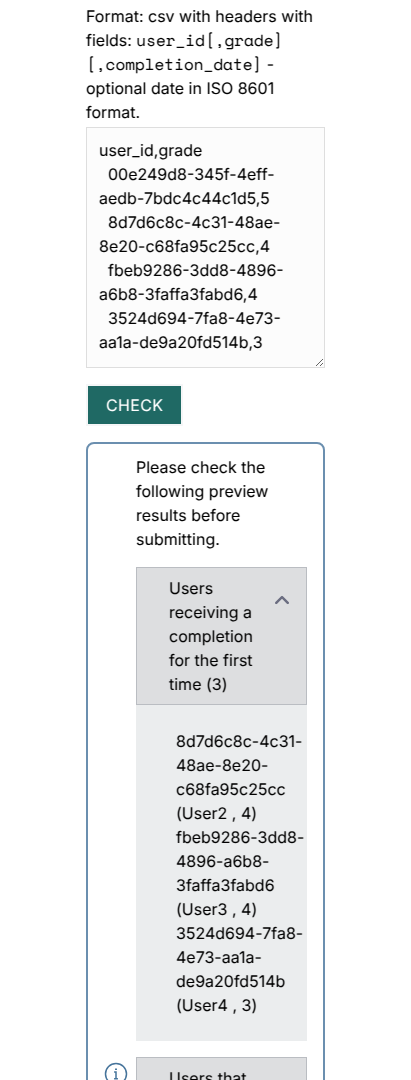 Format: csv with headers with
fields: user_id[,grade]
[,completion_date] -
optional date in ISO 8601
format.
user_id,grade
00e249d8-345f-4eff-
aedb-7bdc4c44c1d5,5
8d7d6c8c-4c31-48ae-
8e20-c68fa95c25cc,4
fbeb9286-3dd8-4896-
a6b8-3faffa3fabd6,4
3524d694-7fa8-4e73-
aa1a-de9a20fd514b,3
CHECK
Please check the
following preview
results before
submitting.
Users
receiving a
completion
for the first
time (3)
8d7d6c8c-4c31-
48ae-8e20-
c68fa95c25cc
(User2 , 4)
fbeb9286-3dd8-
4896-a6b8-
3faffa3fabd6
(User3 , 4)
3524d694-7fa8-
4e73-aa1a-
de9a20fd514b
(User4 , 3)
Users that